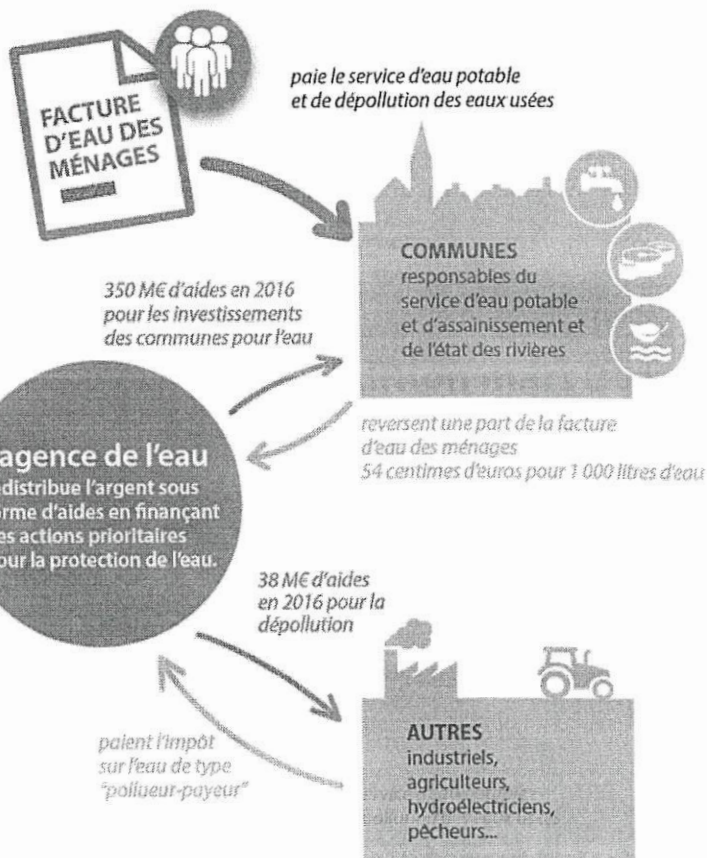 FACTURE
D'EAU DES
MÉNAGES
paie le service d'eau potable
et de dépollution des eaux usées
COMMUNES
responsables du
service d'eau potable
et d'assainissement et
de l'état des rivières
350 M€ d'aides en 2016
pour les investissements
des communes pour l'eau
reversent une part de la facture
d'eau des ménages
54 centimes d'euros pour 1 000 litres d'eau
agence de l'eau
distribue l'argent sous
rme d'aides en finançant
es actions prioritaires
our la protection de l'eau.
38 M€ d'aides
en 2016 pour la
dépollution
paient l'impôt
sur l'eau de type
"pollueur-payeur"
AUTRES
industriels,
agriculteurs,
hydroélectriciens,
pêcheurs...